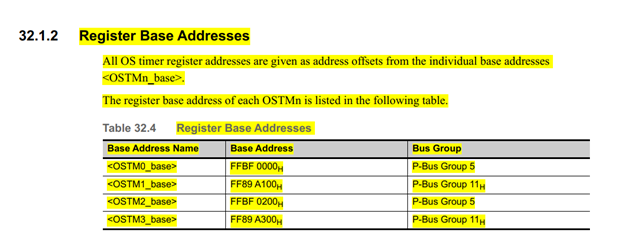 32.1.2 Register Base Addresses
All OS timer register addresses are given as address offsets from the individual base addresses
<OSTMn_base>.
The register base address of each OSTMn is listed in the following table.
Table 32.4 Register Base Addresses
Base Address Name Base Address Bus Group
<OSTM0_base> FFBF 0000H P-Bus Group 5
<OSTM1_base> FF89 A100H P-Bus Group 11H
<OSTM2_base> FFBF 0200H P-Bus Group 5
<OSTM3_base> FF89 A300H P-Bus Group 11H